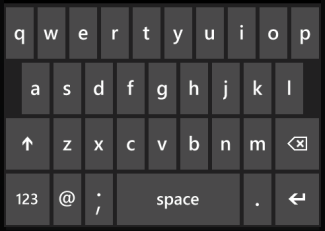 q w e r t y u i o p
a s d f g h j k l
↑ z x c v b n m ⌫
123 @ ; space . ↵